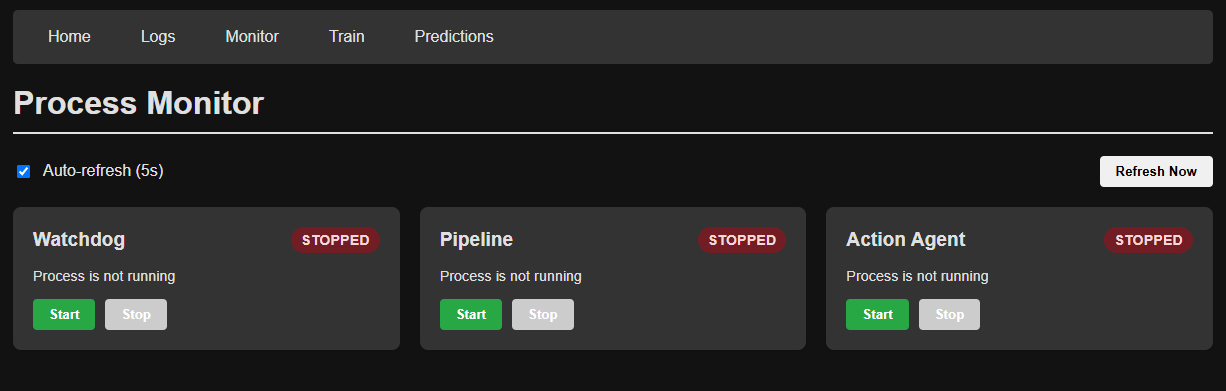 Home Logs Monitor Train Predictions
Process Monitor
Auto-refresh (5s) Refresh Now
Watchdog STOPPED
Process is not running
Start Stop
Pipeline STOPPED
Process is not running
Start Stop
Action Agent STOPPED
Process is not running
Start Stop